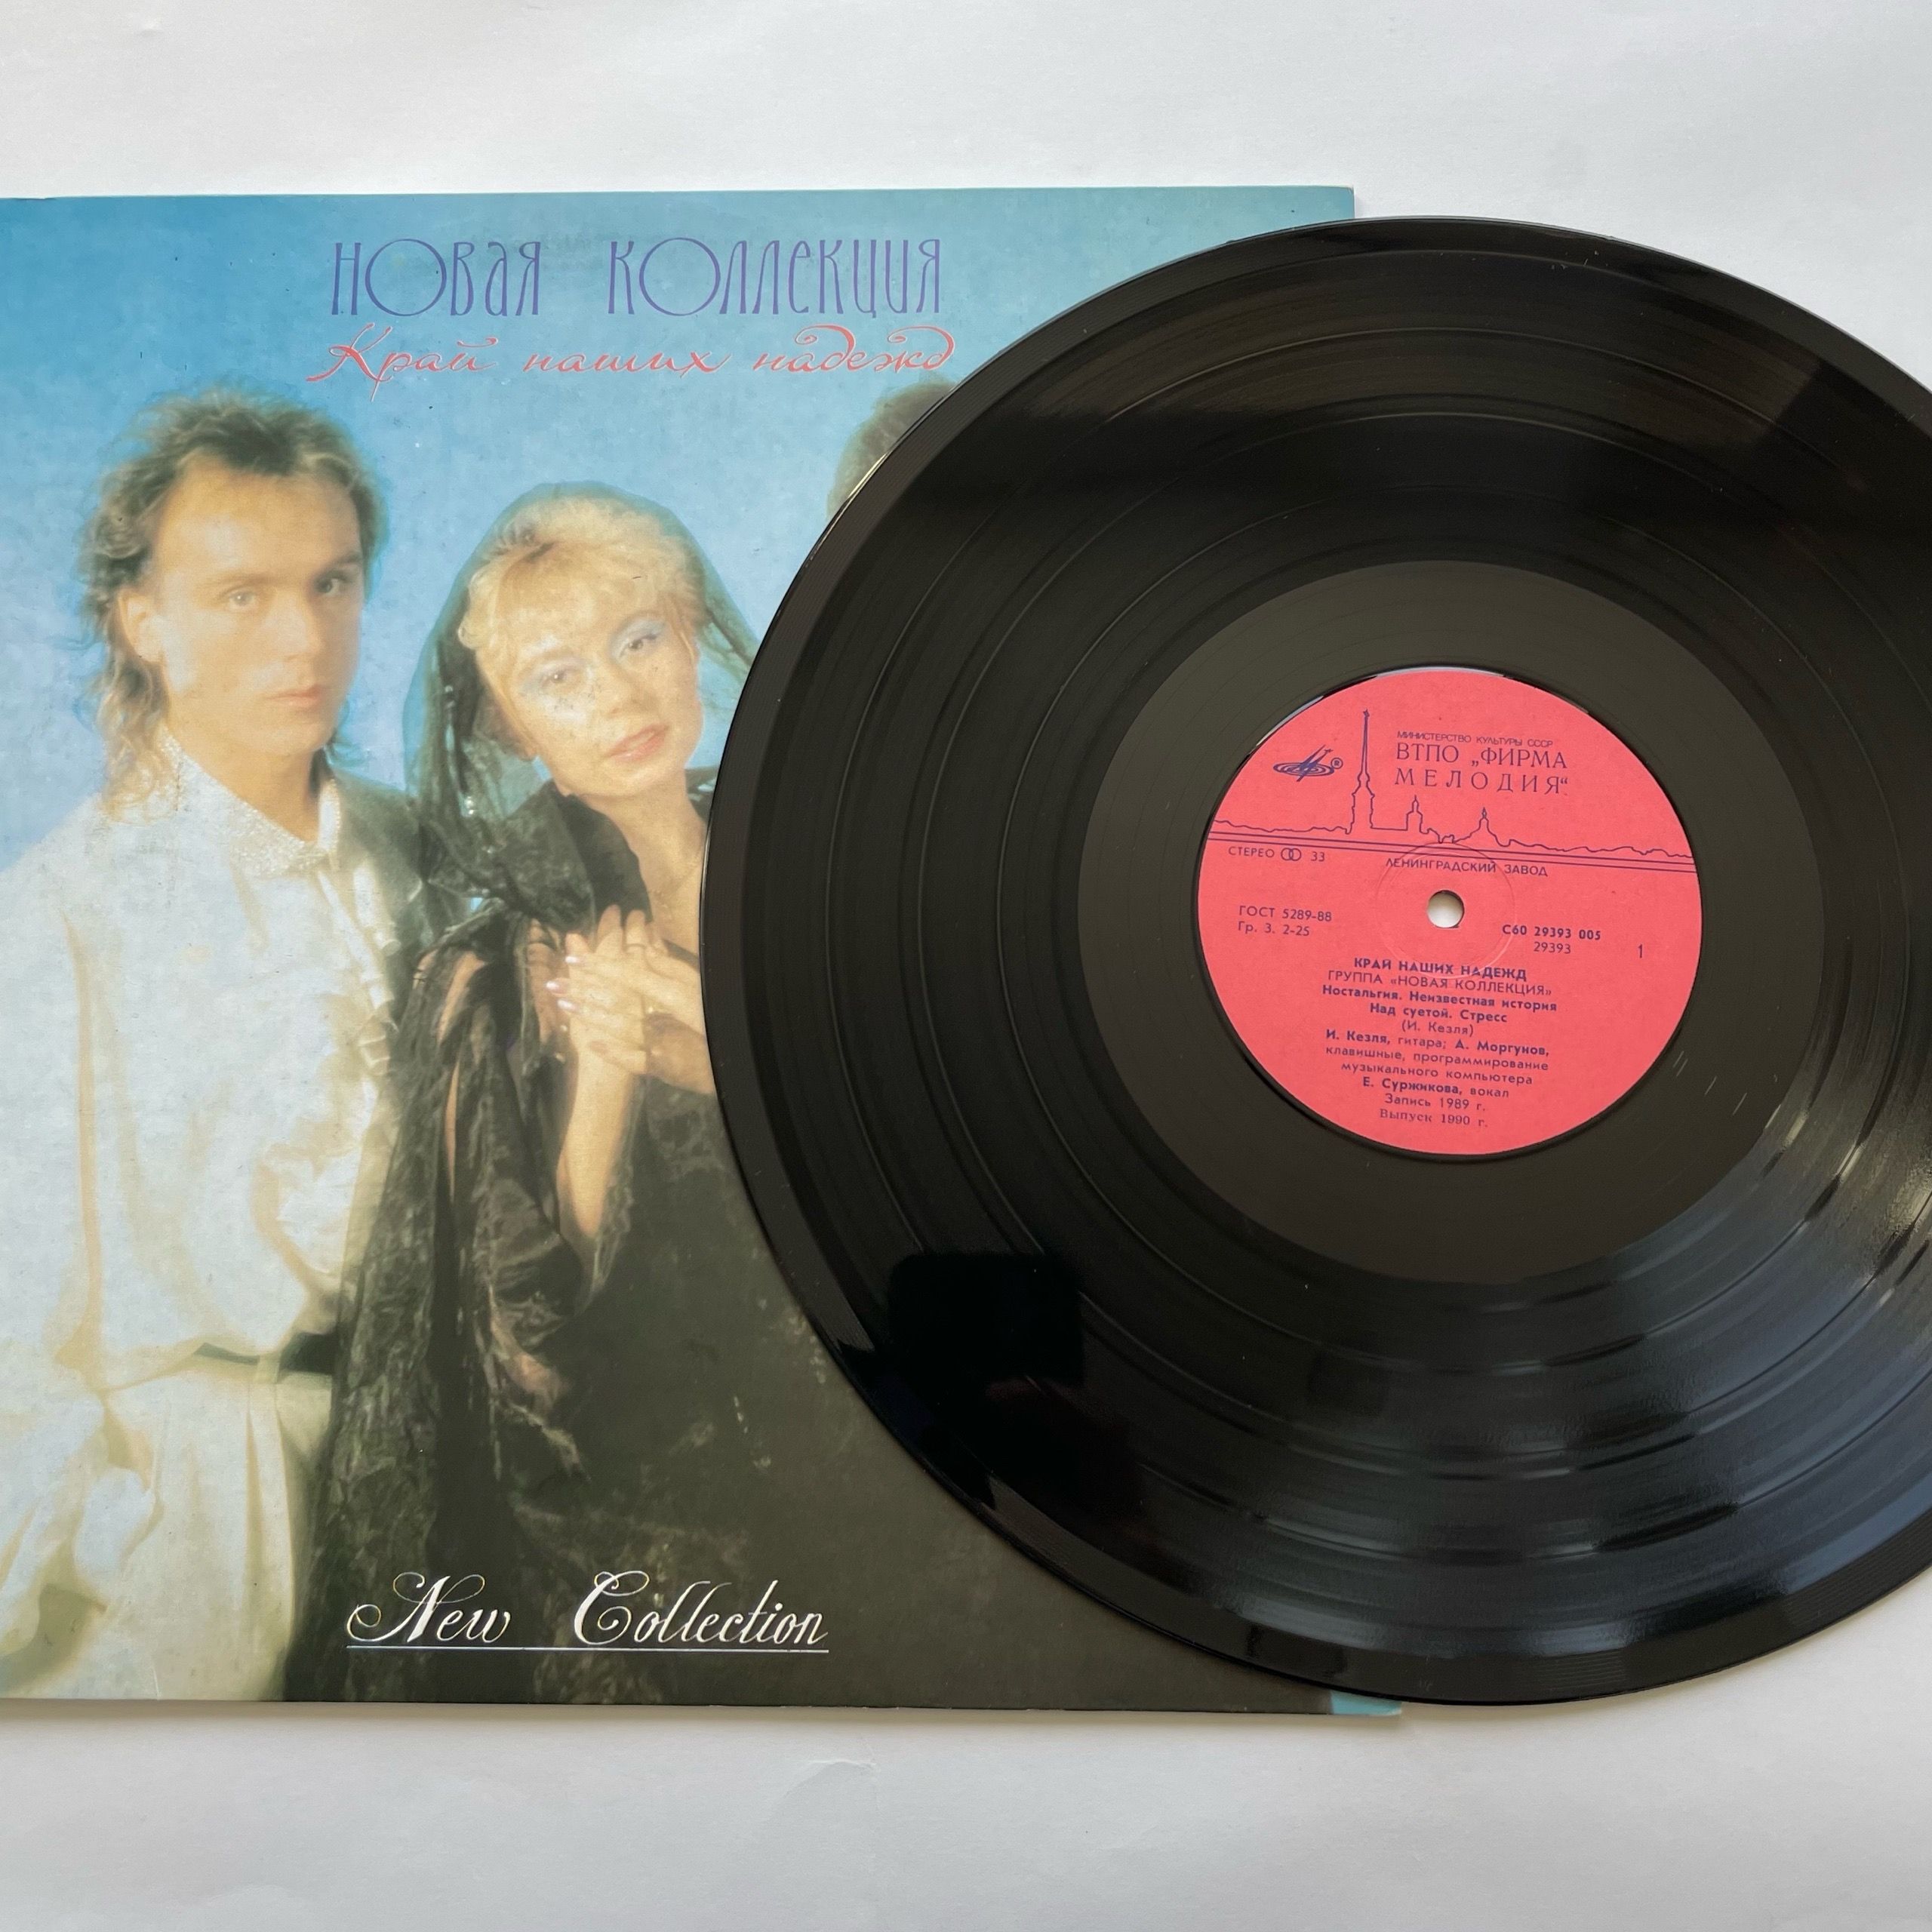 НОВАЯ КОЛЛЕКЦИЯ
Край наших надежд
New Collection
МИНИСТЕРСТВО КУЛЬТУРЫ СССР
ВТПО „ФИРМА
МЕЛОДИЯ“
СТЕРЕО 33
ЛЕНИНГРАДСКИЙ ЗАВОД
ГОСТ 5289-88
Гр. 3. 2-25
С60 29393 005
29393
1
КРАЙ НАШИХ НАДЕЖД
ГРУППА «НОВАЯ КОЛЛЕКЦИЯ»
Ностальгия. Неизвестная история
Над суетой. Стресс
(И. Кезля)
И. Кезля, гитара; А. Моргунов,
клавишные, программирование
музыкального компьютера
Е. Суржикова, вокал
Запись 1989 г.
Выпуск 1990 г.